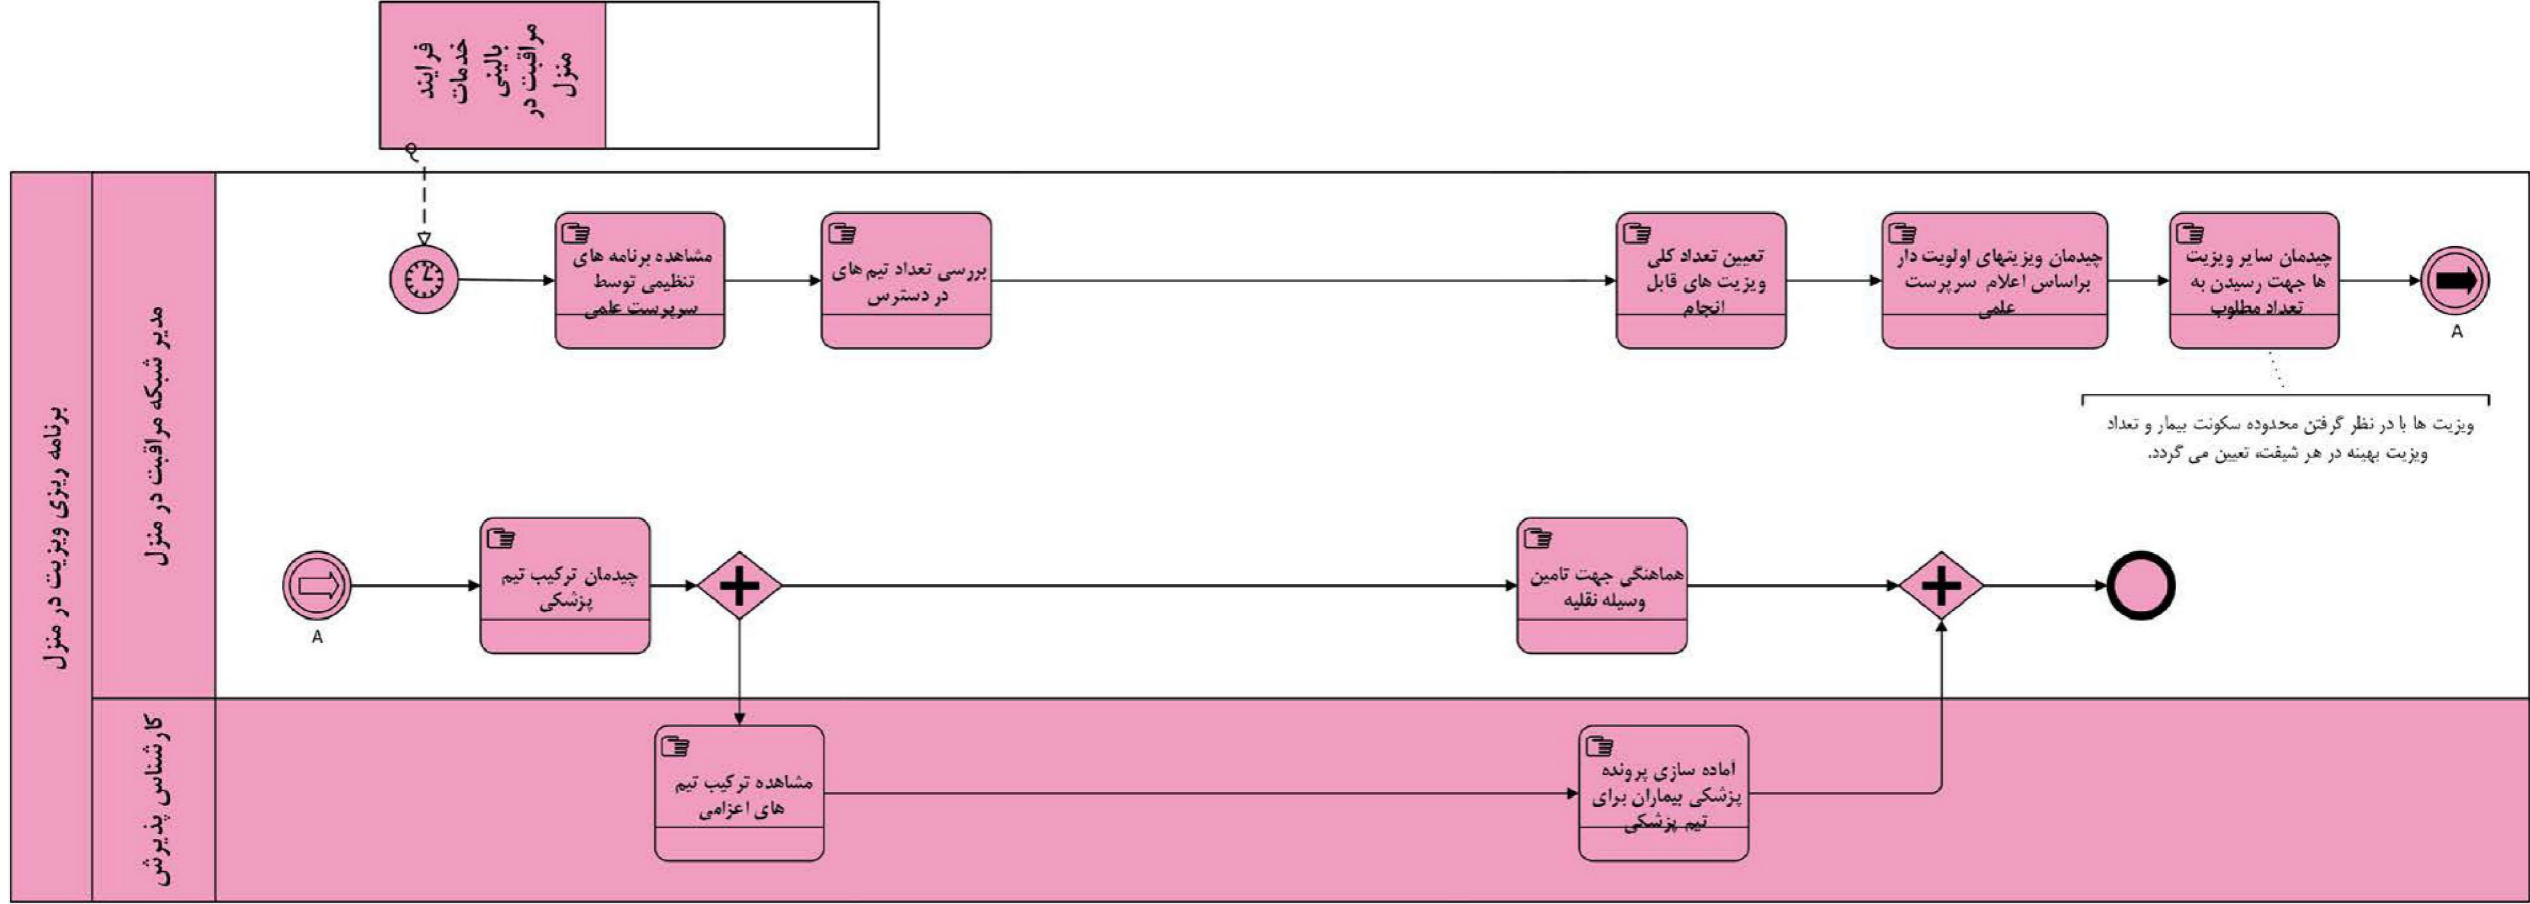 فرایند
خدمات
بالینی
مراقبت در
منزل
برنامه ریزی ویزیت در منزل
مدیر شبکه مراقبت در منزل
مشاهده برنامه های
تنظیمی توسط
سرپرست علمی
بررسی تعداد تیم های
در دسترس
تعیین تعداد کلی
ویزیت های قابل
انجام
چیدمان ویزیتهای اولویت دار
براساس اعلام سرپرست
علمی
چیدمان سایر ویزیت
ها جهت رسیدن به
تعداد مطلوب
A
ویزیت ها با در نظر گرفتن محدوده سکونت بیمار و تعداد
ویزیت بهینه در هر شیفت، تعیین می گردد.
A
چیدمان ترکیب تیم
پزشکی
هماهنگی جهت تامین
وسیله نقلیه
کارشناس پذیرش
مشاهده ترکیب تیم
های اعزامی
آماده سازی پرونده
پزشکی بیماران برای
تیم پزشکی